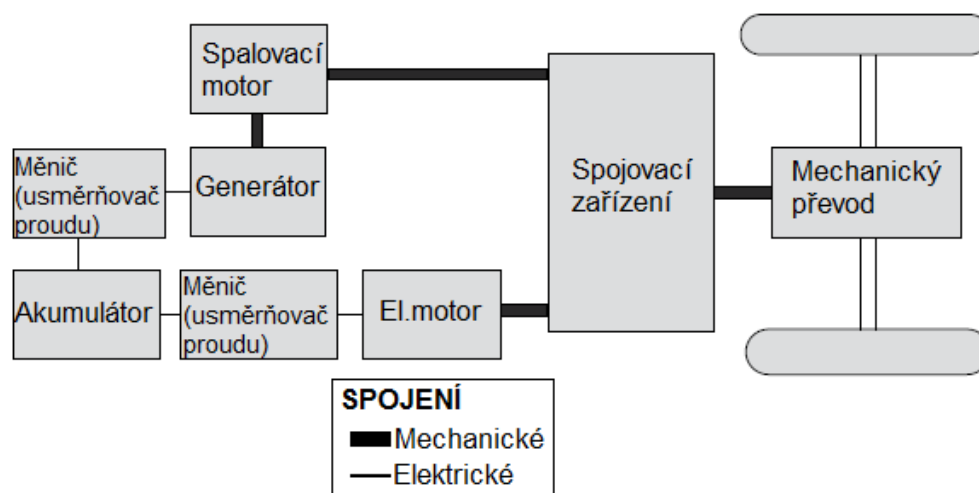 Spalovací
motor
Měnič
(usměrňovač
proudu)
Generátor
Spojovací
zařízení
Mechanický
převod
Akumulátor
Měnič
(usměrňovač
proudu)
El.motor
SPOJENÍ
Mechanické
Elektrické